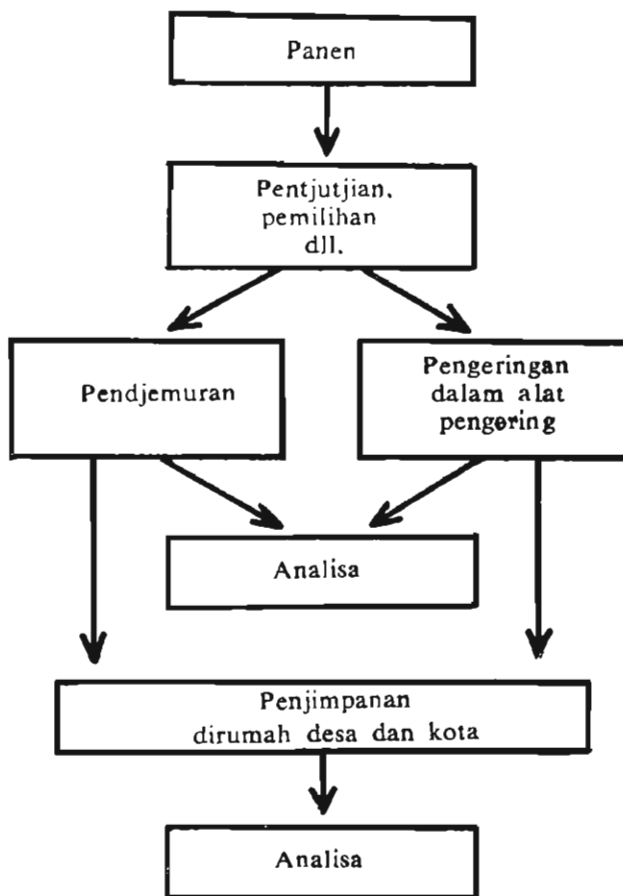 Panen
Pentjutjian,
pemilihan
dll.
Pendjemuran
Pengeringan
dalam alat
pengering
Analisa
Penjimpanan
dirumah desa dan kota
Analisa